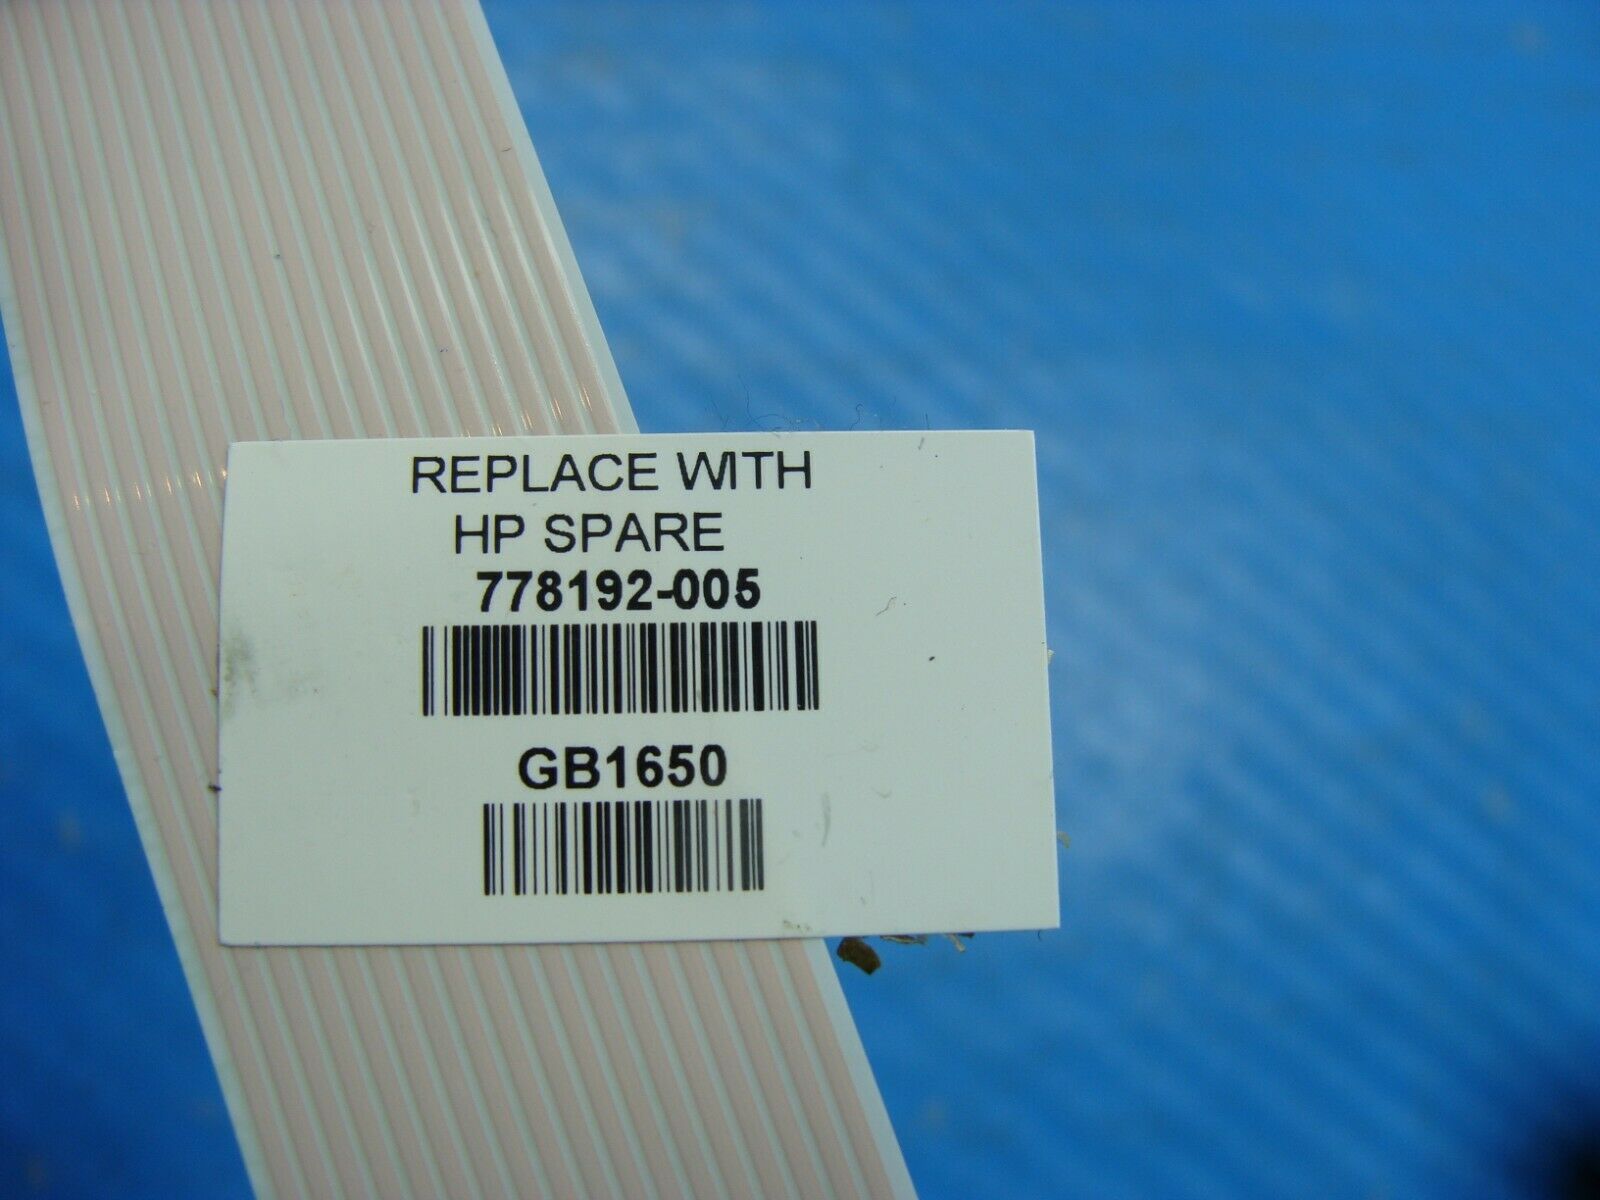 REPLACE WITH
HP SPARE
778192-005
GB1650